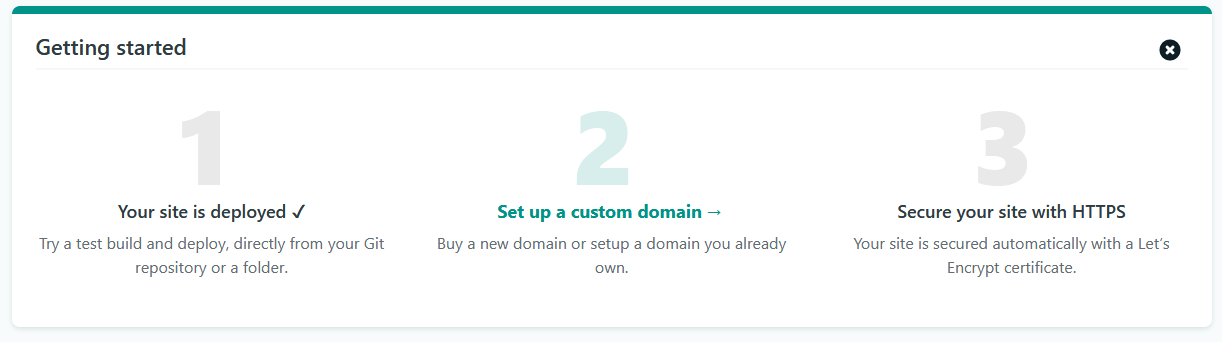 Getting started
1
Your site is deployed ✓
Try a test build and deploy, directly from your Git
repository or a folder.
2
Set up a custom domain →
Buy a new domain or setup a domain you already
own.
3
Secure your site with HTTPS
Your site is secured automatically with a Let’s
Encrypt certificate.